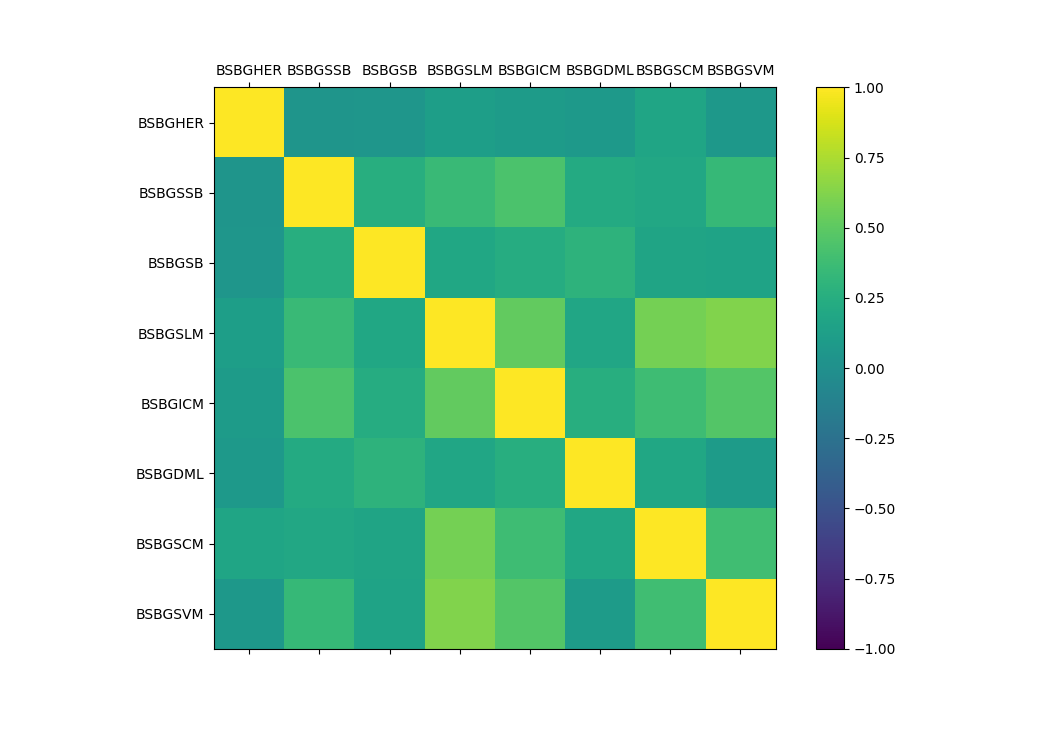 BSBGHER BSBGSSB BSBGSB BSBGSLM BSBGICM BSBGDML BSBGSCM BSBGSVM
BSBGHER
BSBGSSB
BSBGSB
BSBGSLM
BSBGICM
BSBGDML
BSBGSCM
BSBGSVM
1.00
0.75
0.50
0.25
0.00
−0.25
−0.50
−0.75
−1.00